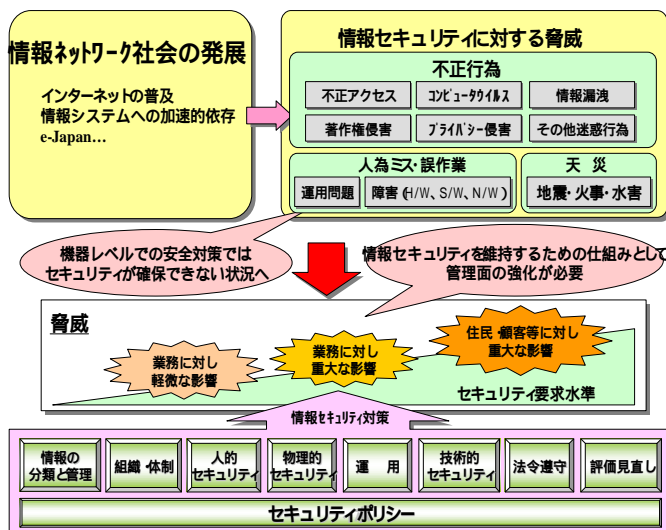 情報ネットワーク社会の発展
インターネットの普及
情報システムへの加速的依存
e-Japan…
情報セキュリティに対する脅威
不正行為
不正アクセス
コンピュータウイルス
情報漏洩
著作権侵害
プライバシー侵害
その他迷惑行為
人為ミス・誤作業
運用問題
障害（H/W、S/W、N/W）
天 災
地震・火事・水害
機器レベルでの安全対策では
セキュリティが確保できない状況へ
情報セキュリティを維持するための仕組みとして
管理面の強化が必要
脅威
業務に対し
軽微な影響
業務に対し
重大な影響
住民・顧客等に対し
重大な影響
セキュリティ要求水準
情報セキュリティ対策
情報の
分類と管理
組織・体制
人的
セキュリティ
物理的
セキュリティ
運 用
技術的
セキュリティ
法令遵守
評価見直し
セキュリティポリシー